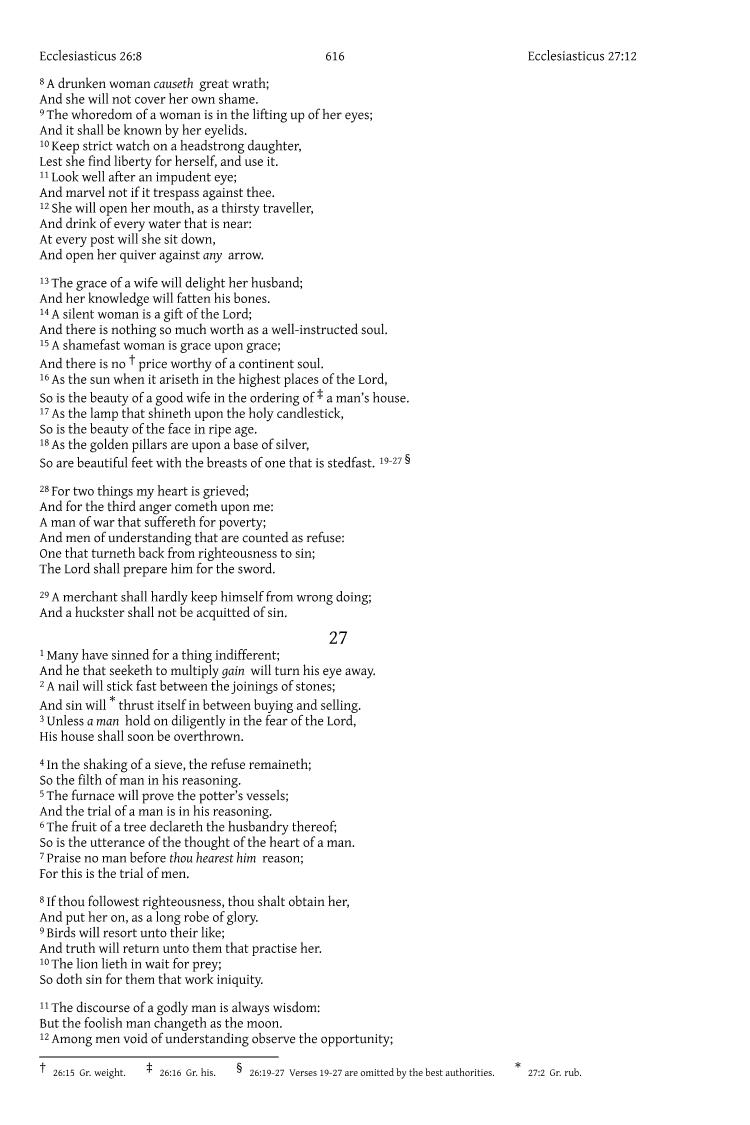 Ecclesiasticus 26:8 616 Ecclesiasticus 27:12
8 A drunken woman causeth great wrath;
And she will not cover her own shame.
9 The whoredom of a woman is in the lifting up of her eyes;
And it shall be known by her eyelids.
10 Keep strict watch on a headstrong daughter,
Lest she find liberty for herself, and use it.
11 Look well after an impudent eye;
And marvel not if it trespass against thee.
12 She will open her mouth, as a thirsty traveller,
And drink of every water that is near:
At every post will she sit down,
And open her quiver against any arrow.
13 The grace of a wife will delight her husband;
And her knowledge will fatten his bones.
14 A silent woman is a gift of the Lord;
And there is nothing so much worth as a well-instructed soul.
15 A shamefast woman is grace upon grace;
And there is no † price worthy of a continent soul.
16 As the sun when it ariseth in the highest places of the Lord,
So is the beauty of a good wife in the ordering of ‡ a man’s house.
17 As the lamp that shineth upon the holy candlestick,
So is the beauty of the face in ripe age.
18 As the golden pillars are upon a base of silver,
So are beautiful feet with the breasts of one that is stedfast. 19-27 §
28 For two things my heart is grieved;
And for the third anger cometh upon me:
A man of war that suffereth for poverty;
And men of understanding that are counted as refuse:
One that turneth back from righteousness to sin;
The Lord shall prepare him for the sword.
29 A merchant shall hardly keep himself from wrong doing;
And a huckster shall not be acquitted of sin.
27
1 Many have sinned for a thing indifferent;
And he that seeketh to multiply gain will turn his eye away.
2 A nail will stick fast between the joinings of stones;
And sin will * thrust itself in between buying and selling.
3 Unless a man hold on diligently in the fear of the Lord,
His house shall soon be overthrown.
4 In the shaking of a sieve, the refuse remaineth;
So the filth of man in his reasoning.
5 The furnace will prove the potter’s vessels;
And the trial of a man is in his reasoning.
6 The fruit of a tree declareth the husbandry thereof;
So is the utterance of the thought of the heart of a man.
7 Praise no man before thou hearest him reason;
For this is the trial of men.
8 If thou followest righteousness, thou shalt obtain her,
And put her on, as a long robe of glory.
9 Birds will resort unto their like;
And truth will return unto them that practise her.
10 The lion lieth in wait for prey;
So doth sin for them that work iniquity.
11 The discourse of a godly man is always wisdom:
But the foolish man changeth as the moon.
12 Among men void of understanding observe the opportunity;
† 26:15 Gr. weight. ‡ 26:16 Gr. his. § 26:19-27 Verses 19-27 are omitted by the best authorities. * 27:2 Gr. rub.